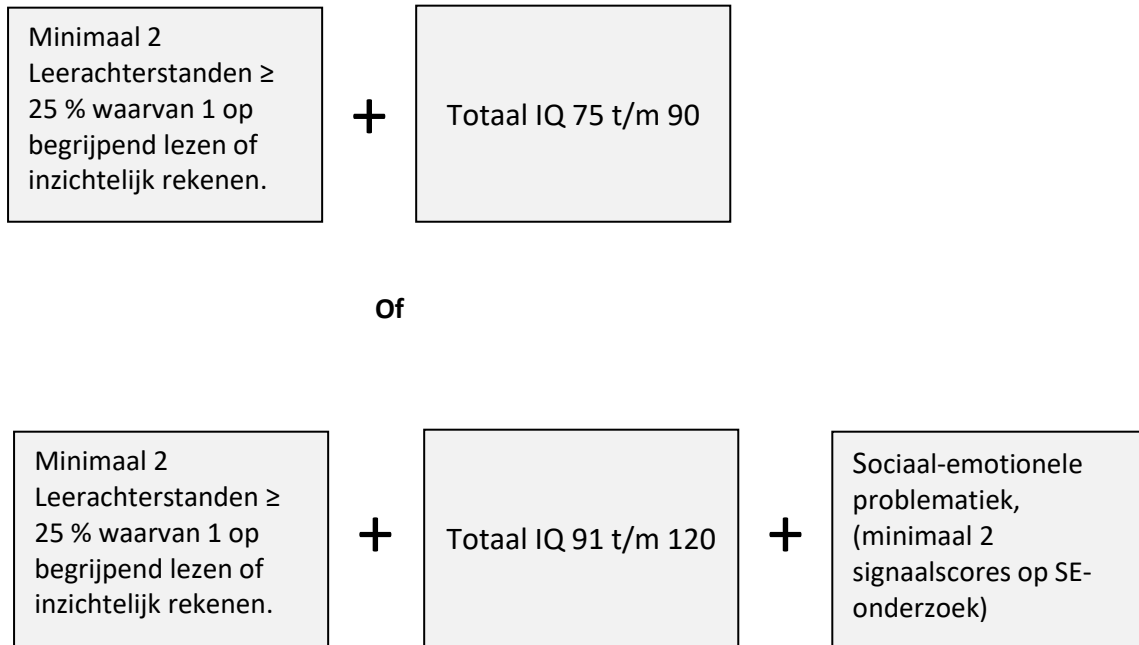 Minimaal 2
Leerachterstanden ≥
25 % waarvan 1 op
begrijpend lezen of
inzichtelijk rekenen.
+
Totaal IQ 75 t/m 90
Of
Minimaal 2
Leerachterstanden ≥
25 % waarvan 1 op
begrijpend lezen of
inzichtelijk rekenen.
+
Totaal IQ 91 t/m 120
+
Sociaal-emotionele
problematiek,
(minimaal 2
signaalscores op SE-
onderzoek)